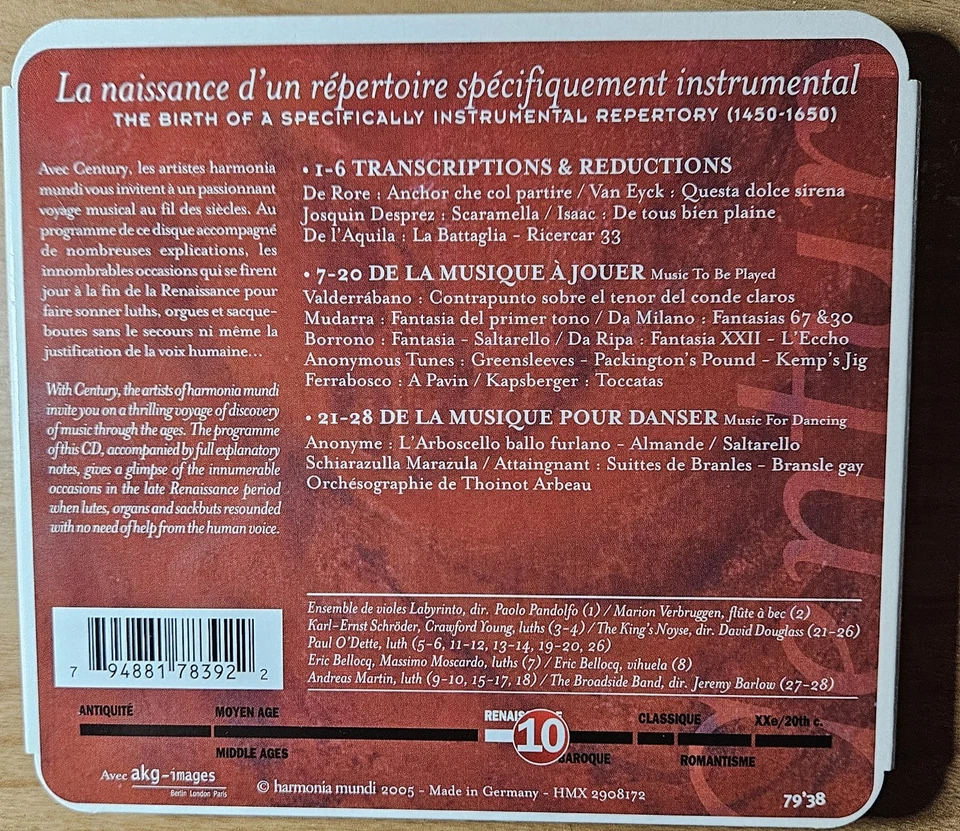 La naissance d'un répertoire spécifiquement instrumental
THE BIRTH OF A SPECIFICALLY INSTRUMENTAL REPERTORY (1450-1650)
Avec Century, les artistes harmonia
mundi vous invitent à un passionnant
voyage musical au fil des siècles. Au
programme de ce disque accompagné
de nombreuses explications, les
innombrables occasions qui se firent
jour à la fin de la Renaissance pour
faire sonner luths, orgues et sacque-
boutes sans le secours ni même la
justification de la voix humaine...
With Century, the artists of harmonia mundi
invite you on a thrilling voyage of discovery
of music through the ages. The programme
of this CD, accompanied by full explanatory
notes, gives a glimpse of the innumerable
occasions in the late Renaissance period
when lutes, organs and sackbuts resounded
with no need of help from the human voice.
• 1-6 TRANSCRIPTIONS & REDUCTIONS
De Rore : Anchor che col partire / Van Eyck : Questa dolce sirena
Josquin Desprez : Scaramella / Isaac : De tous bien plaine
De l'Aquila : La Battaglia - Ricercar 33
• 7-20 DE LA MUSIQUE À JOUER Music To Be Played
Valderrábano : Contrapunto sobre el tenor del conde claros
Mudarra : Fantasia del primer tono / Da Milano : Fantasias 67 & 30
Borrono : Fantasia - Saltarello / Da Ripa : Fantasia XXII - L'Eccho
Anonymous Tunes : Greensleeves - Packington's Pound - Kemp's Jig
Ferrabosco : A Pavin / Kapsberger : Toccatas
• 21-28 DE LA MUSIQUE POUR DANSER Music For Dancing
Anonyme : L'Arboscello ballo furlano - Almande / Saltarello
Schiarazulla Marazula / Attaingnant : Suittes de Branles - Bransle gay
Orchésographie de Thoinot Arbeau
Ensemble de violes Labyrinto, dir. Paolo Pandolfo (1) / Marion Verbruggen, flûte à bec (2)
Karl-Ernst Schröder, Crawford Young, luths (3-4) / The King's Noyse, dir. David Douglass (21-26)
Paul O'Dette, luth (5-6, 11-12, 13-14, 19-20, 26)
Eric Bellocq, Massimo Moscardo, luths (7) / Eric Bellocq, vihuela (8)
Andreas Martin, luth (9-10, 15-17, 18) / The Broadside Band, dir. Jeremy Barlow (27-28)
7 94881 78392 2
ANTIQUITÉ
MOYEN AGE
MIDDLE AGES
10
CLASSIQUE
ROMANTISME
XXe/20th c.
Avec akg-images
Berlin London Paris
© harmonia mundi 2005 - Made in Germany - HMX 2908172
79'38
century